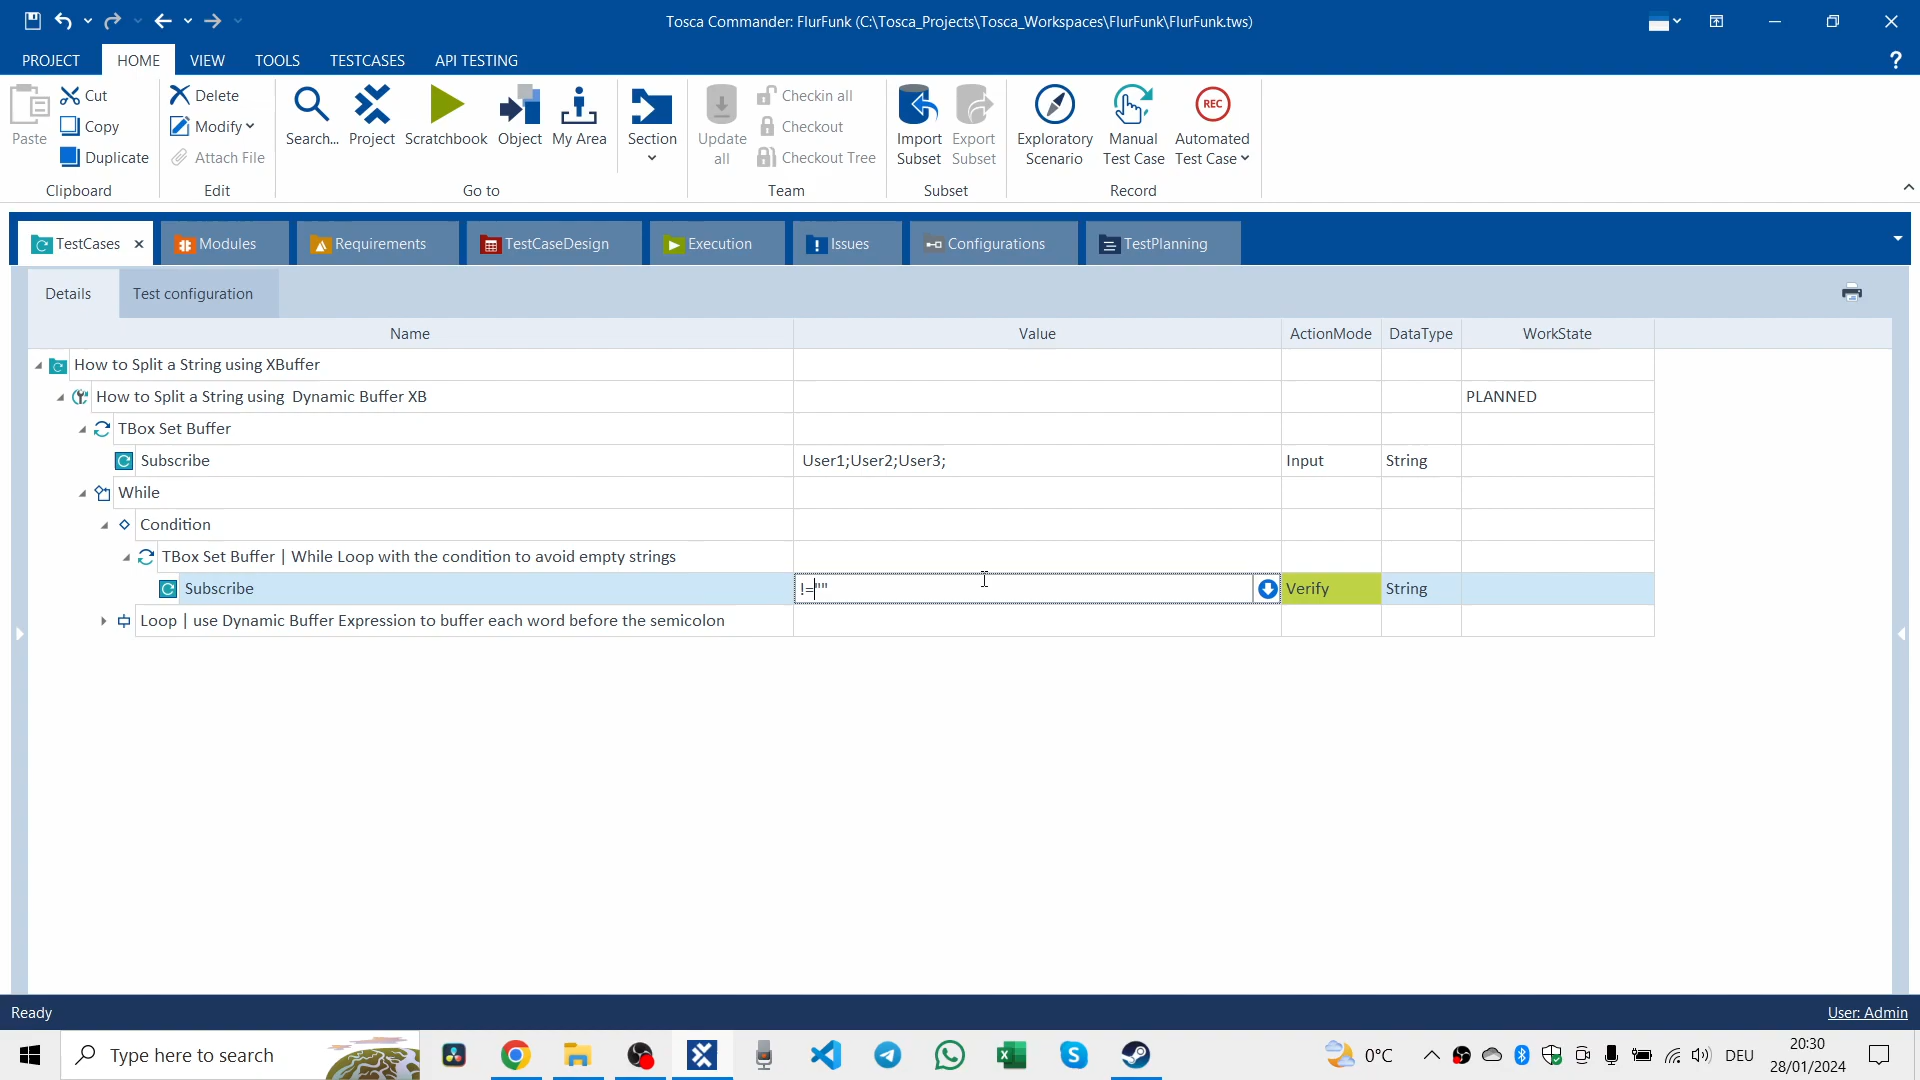 Tosca Commander: FlurFunk (C:\Tosca_Projects\Tosca_Workspaces\FlurFunk\FlurFunk.tws)
PROJECT HOME VIEW TOOLS TESTCASES API TESTING ?
Paste
Cut
Copy
Duplicate
Clipboard
Delete
Modify
Attach File
Edit
Search... Project Scratchbook Object My Area
Section
Go to
Update all
Checkin all
Checkout
Checkout Tree
Team
Import Subset
Export Subset
Subset
Exploratory Scenario
Manual Test Case
REC
Automated Test Case
Record
TestCases Modules Requirements TestCaseDesign Execution Issues Configurations TestPlanning
Details Test configuration
Name Value ActionMode DataType WorkState
How to Split a String using XBuffer
How to Split a String using  Dynamic Buffer XB PLANNED
TBox Set Buffer
Subscribe User1;User2;User3; Input String
While
Condition
TBox Set Buffer | While Loop with the condition to avoid empty strings
Subscribe !="" Verify String
Loop | use Dynamic Buffer Expression to buffer each word before the semicolon
Ready User: Admin
Type here to search 0°C DEU 20:30
28/01/2024